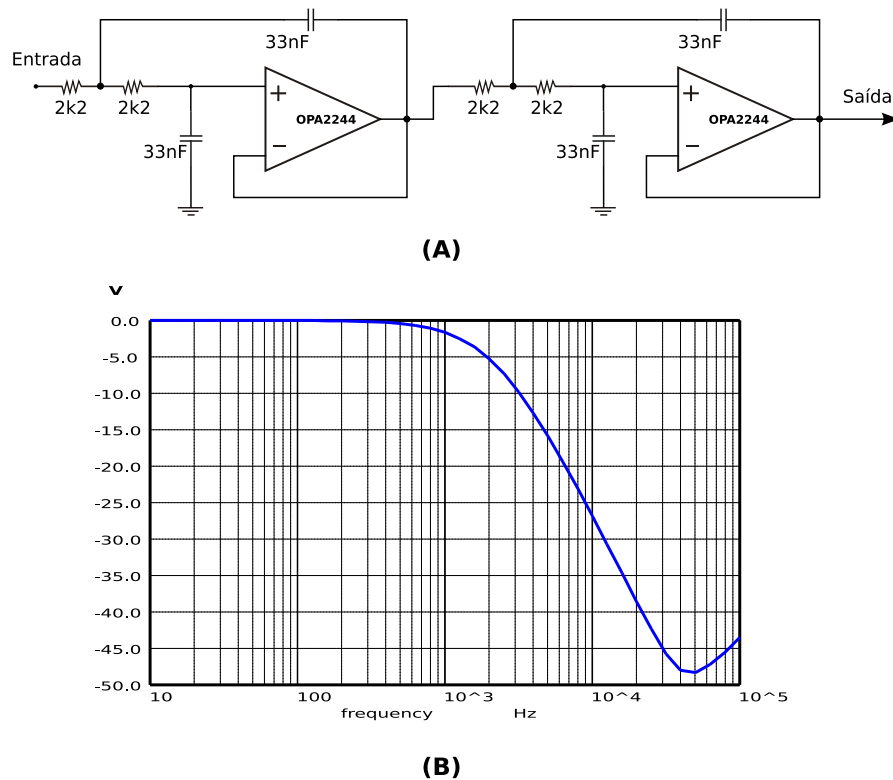 33nF
33nF
Entrada
Saída
2k2
2k2
+
OPA2244
−
2k2
2k2
+
OPA2244
−
33nF
33nF
(A)
V
0.0
-5.0
-10.0
-15.0
-20.0
-25.0
-30.0
-35.0
-40.0
-45.0
-50.0
10
100
10^3
10^4
10^5
frequency
Hz
(B)